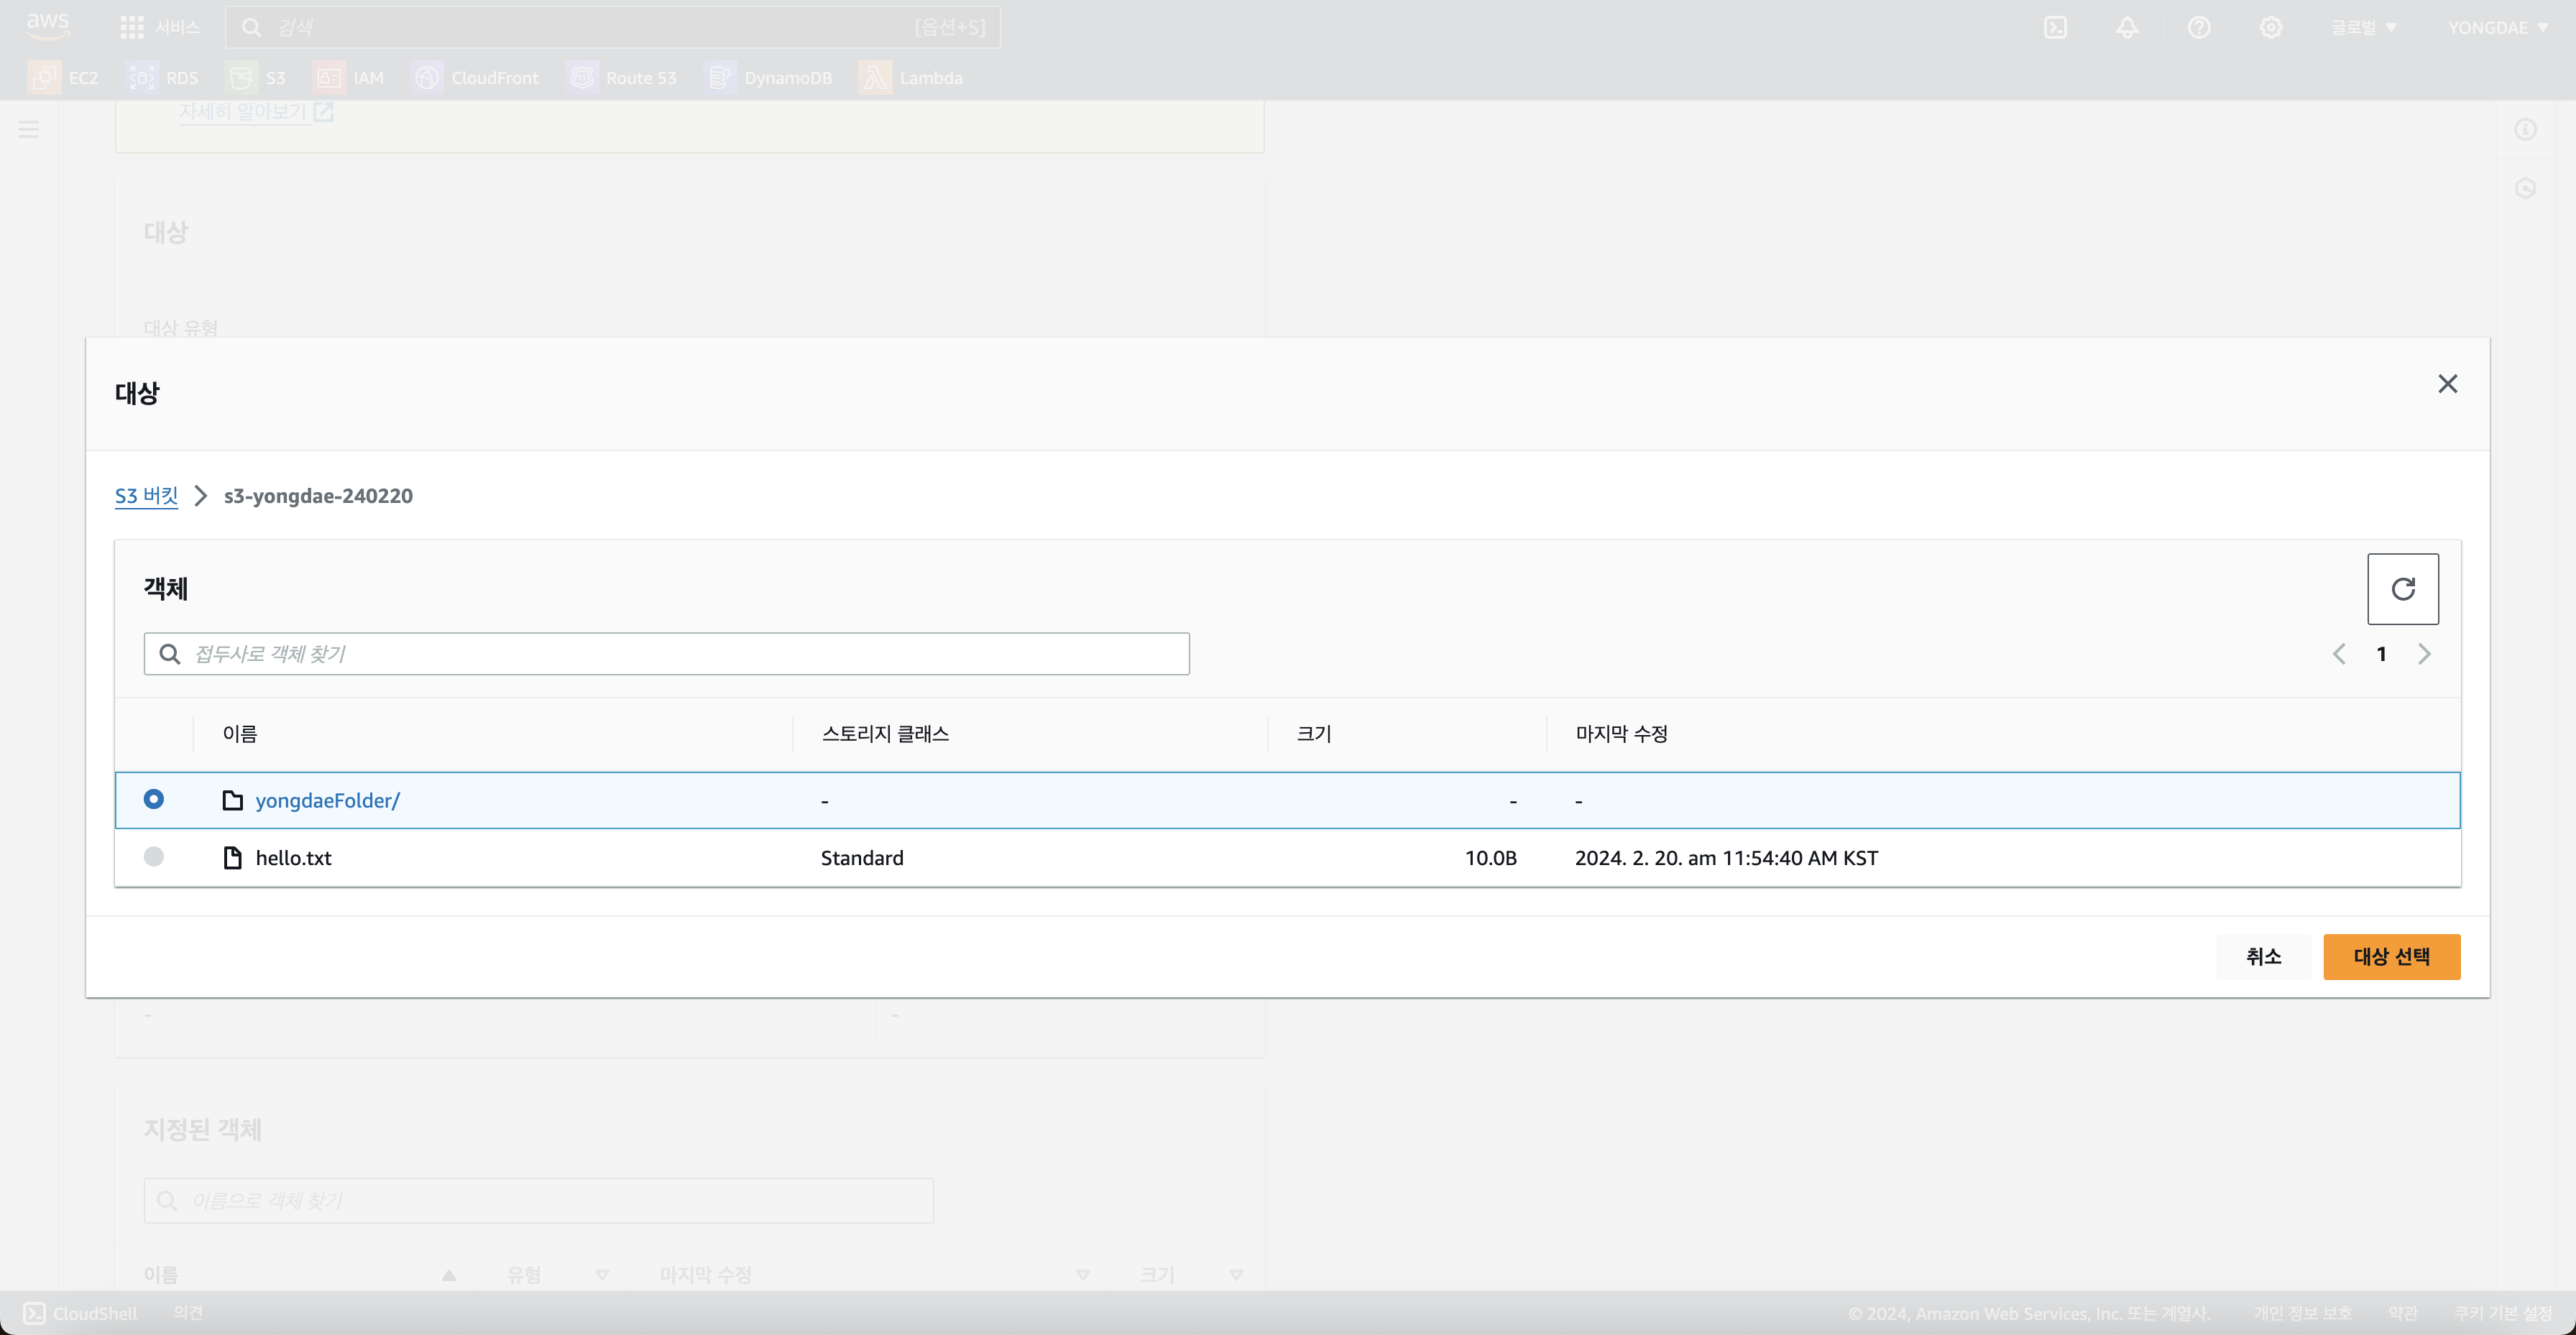 aws
서비스
검색
[옵션+S]
글로벌
YONGDAE
EC2
RDS
S3
IAM
CloudFront
Route 53
DynamoDB
Lambda
자세히 알아보기
대상
대상 유형
대상
S3 버킷
s3-yongdae-240220
객체
접두사로 객체 찾기
1
이름 스토리지 클래스 크기 마지막 수정
yongdaeFolder/ - - -
hello.txt Standard 10.0B 2024. 2. 20. am 11:54:40 AM KST
취소
대상 선택
- -
지정된 객체
이름으로 객체 찾기
이름 유형 마지막 수정 크기
CloudShell
의견
© 2024, Amazon Web Services, Inc. 또는 계열사.
개인 정보 보호
약관
쿠키 기본 설정